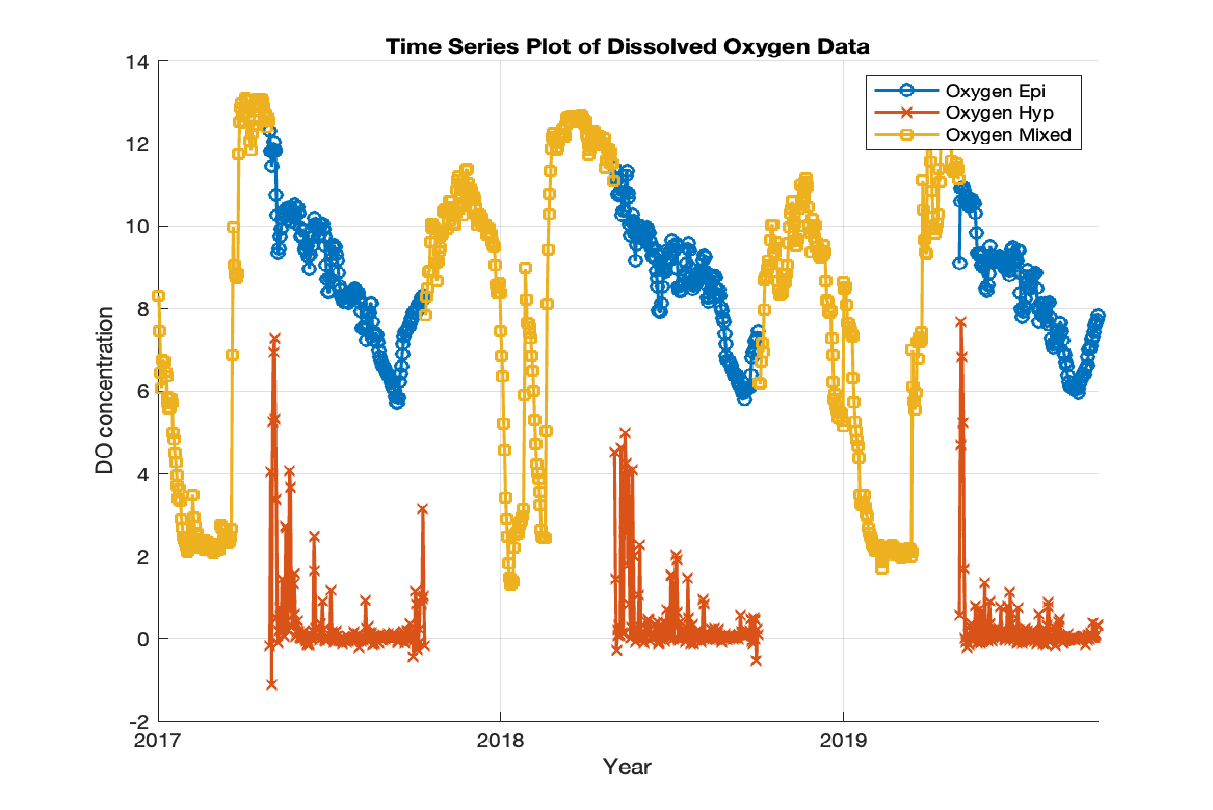 Time Series Plot of Dissolved Oxygen Data
14
12
10
8
6
4
2
0
-2
DO concentration
Oxygen Epi
Oxygen Hyp
Oxygen Mixed
2017
2018
2019
Year